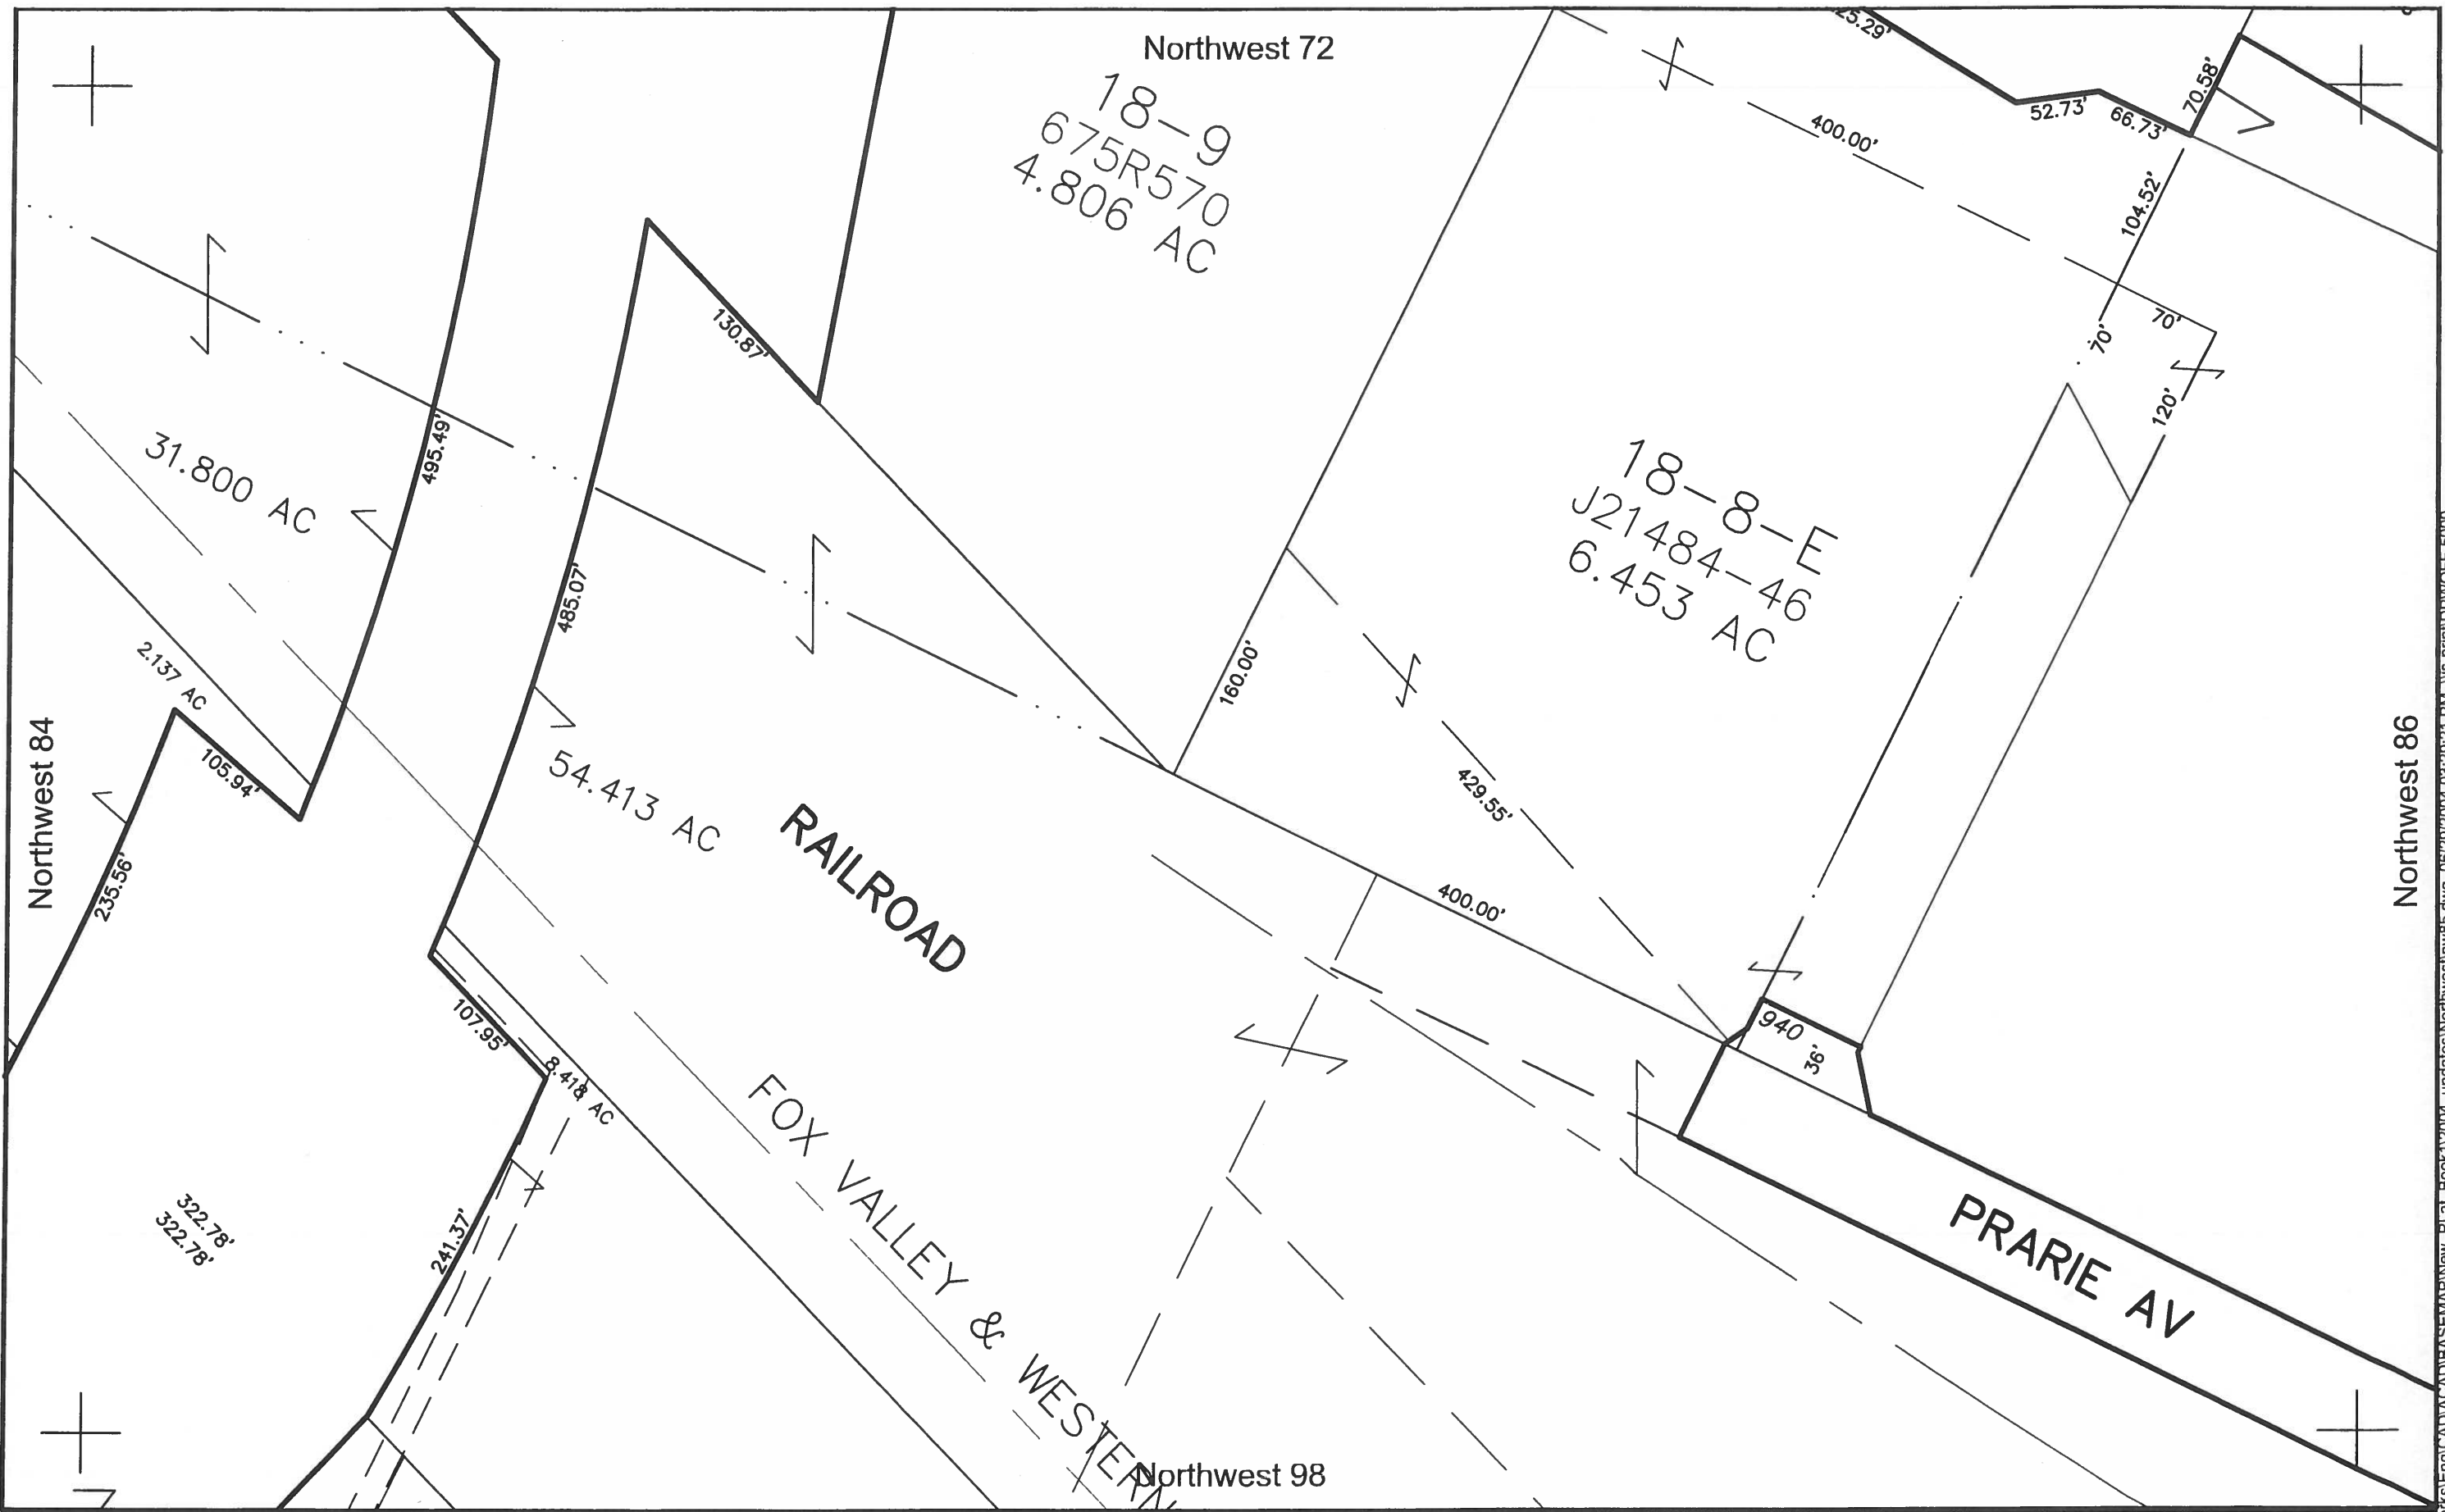 Northwest 72
25.29'
52.73'
66.73'
70.58'
400.00'
104.52'
18-9
675R570
4.806 AC
70'
70'
120'
130.87'
31.800 AC
495.49'
485.07'
18-8-E
J21484-46
6.453 AC
160.00'
2.137 AC
105.94'
235.56'
Northwest 84
Northwest 86
54.413 AC
RAILROAD
429.55'
400.00'
940
36'
107.95'
8.418 AC
FOX VALLEY & WESTERN
322.78'
322.78'
241.37'
PRARIE AV
Northwest 98